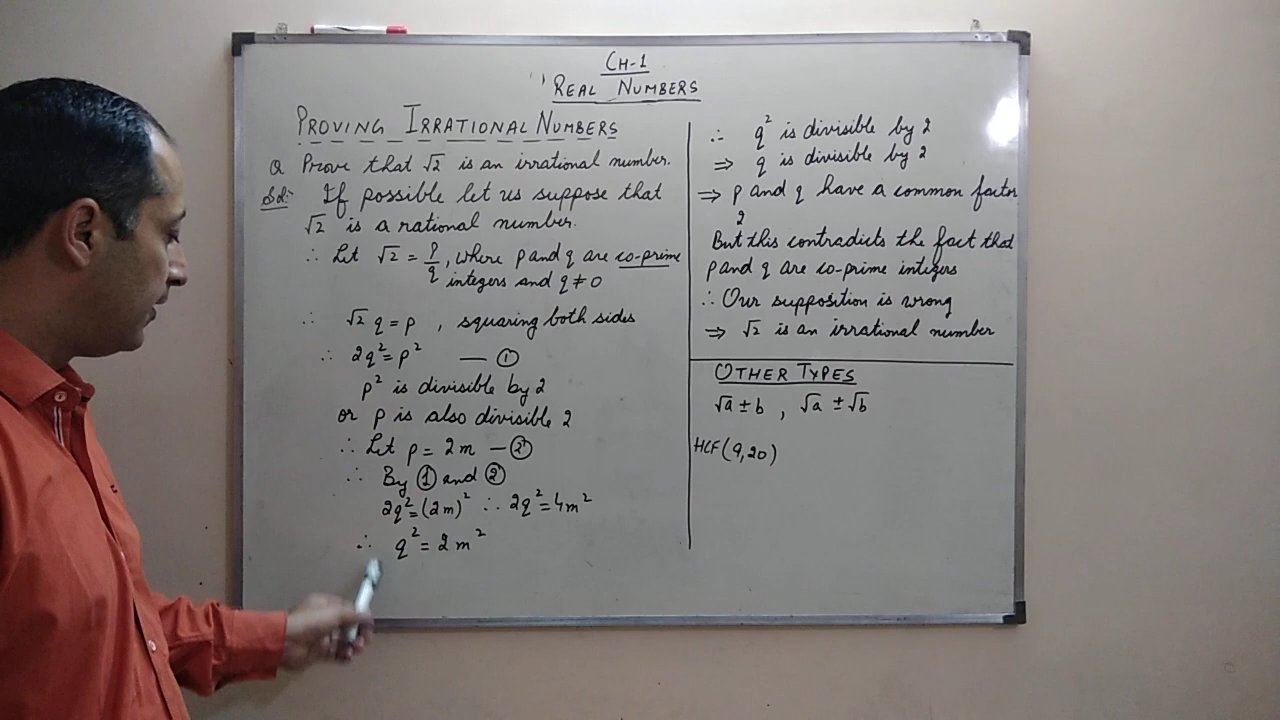 CH-1
REAL NUMBERS
PROVING IRRATIONAL NUMBERS
Q Prove that √2 is an irrational number.
Sol: If possible let us suppose that
√2 is a rational number.
∴ Let √2 = p/q, where p and q are co-prime
integers and q ≠ 0
∴ √2 q = p , squaring both sides
∴ 2q² = p² — ①
p² is divisible by 2
or p is also divisible 2
∴ Let p = 2m — ②
∴ By ① and ②
2q² = (2m)² ∴ 2q² = 4m²
∴ q² = 2m²
∴ q² is divisible by 2
⇒ q is divisible by 2
⇒ p and q have a common factor
2
But this contradicts the fact that
p and q are co-prime integers
∴ Our supposition is wrong
⇒ √2 is an irrational number
OTHER TYPES
√a ± b , √a ± √b
HCF(9,20)